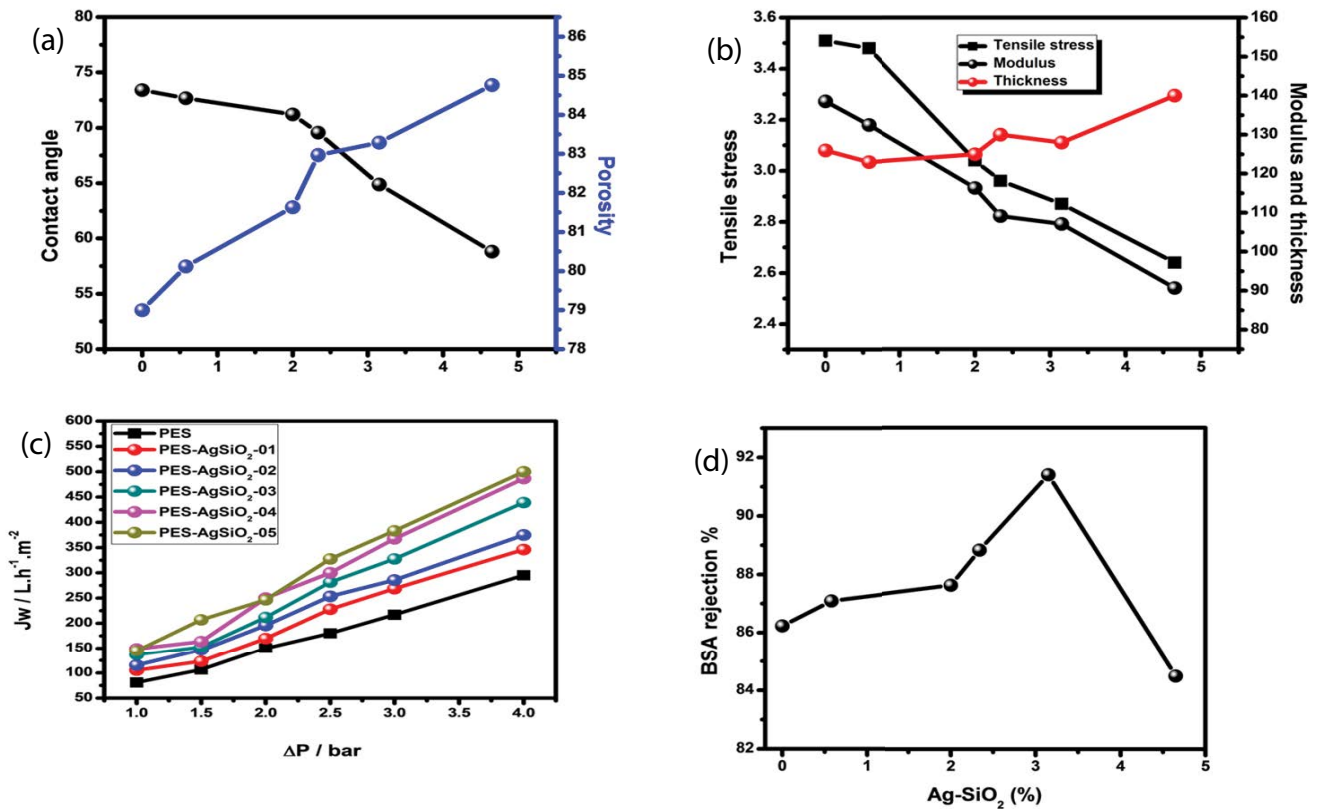 (a)
80
75
70
65
60
55
50
Contact angle
86
85
84
83
82
81
80
79
78
Porosity
0 1 2 3 4 5
(b)
3.6
3.4
3.2
3.0
2.8
2.6
2.4
Tensile stress
Tensile stress
Modulus
Thickness
160
150
140
130
120
110
100
90
80
Modulus and thickness
0 1 2 3 4 5
(c)
600
550
500
450
400
350
300
250
200
150
100
50
Jw / L.h⁻¹.m⁻²
PES
PES-AgSiO₂-01
PES-AgSiO₂-02
PES-AgSiO₂-03
PES-AgSiO₂-04
PES-AgSiO₂-05
1.0 1.5 2.0 2.5 3.0 3.5 4.0
ΔP / bar
(d)
92
90
88
86
84
82
BSA rejection %
0 1 2 3 4 5
Ag-SiO₂ (%)